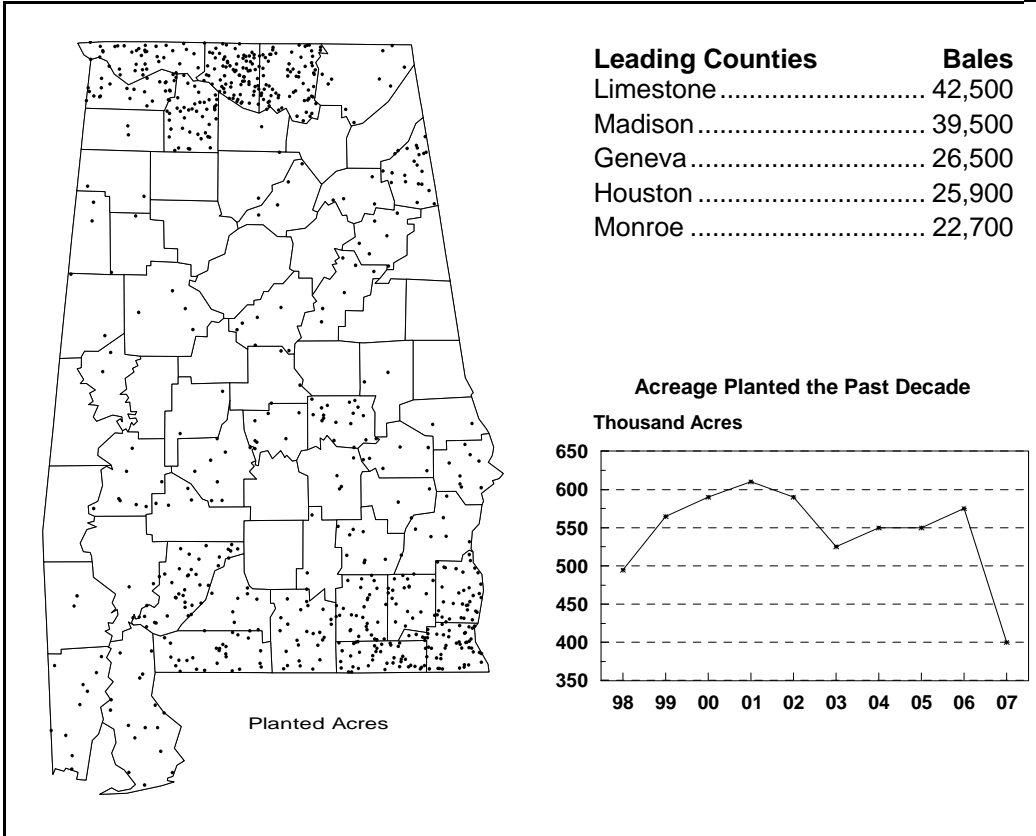 Leading Counties Bales
Limestone............................ 42,500
Madison............................... 39,500
Geneva................................ 26,500
Houston............................... 25,900
Monroe................................ 22,700
Acreage Planted the Past Decade
Thousand Acres
650
600
550
500
450
400
350
98 99 00 01 02 03 04 05 06 07
Planted Acres